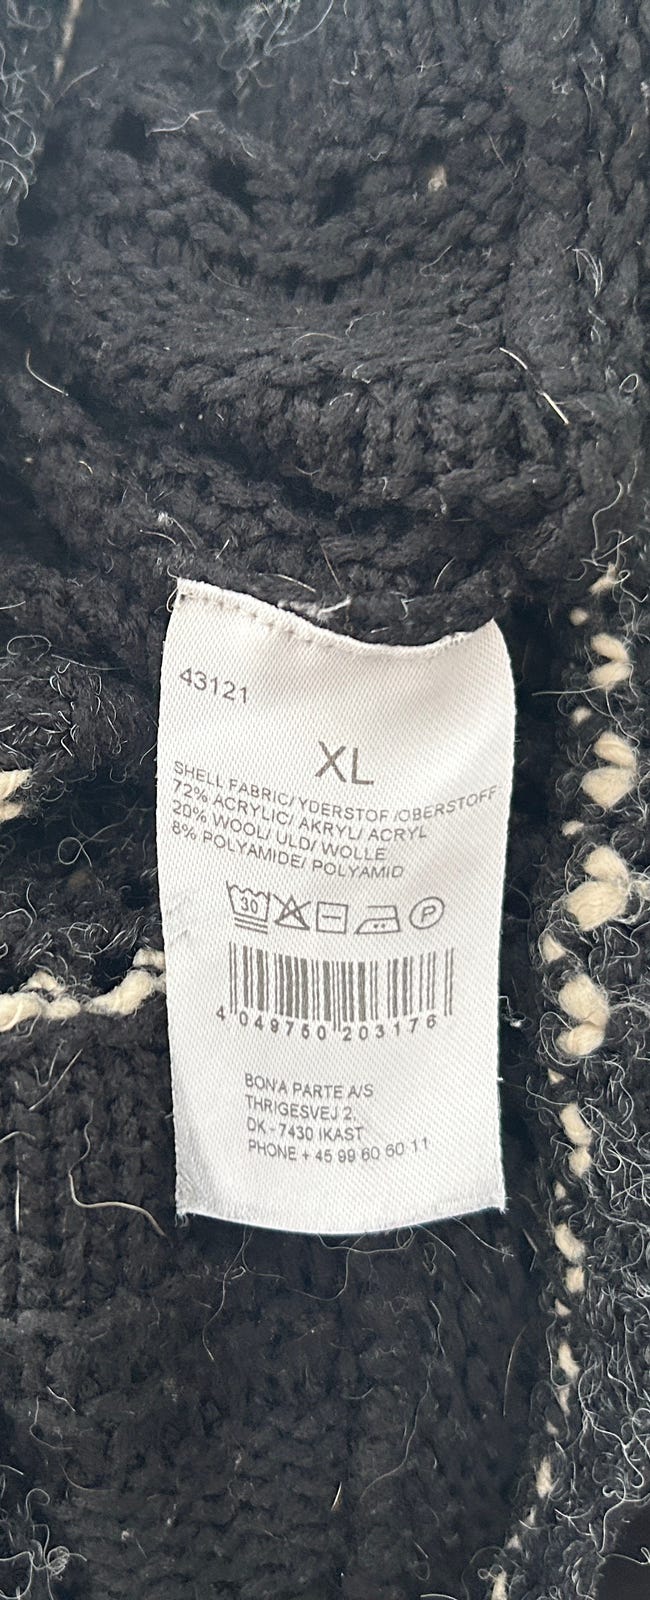 43121
XL
SHELL FABRIC/ YDERSTOF /OBERSTOFF
72% ACRYLIC/ AKRYL/ ACRYL
20% WOOL/ ULD/ WOLLE
8% POLYAMIDE/ POLYAMID
30 P
4 049750 203176
BON'A PARTE A/S
THRIGESVEJ 2.
DK - 7430 IKAST
PHONE + 45 99 60 60 11